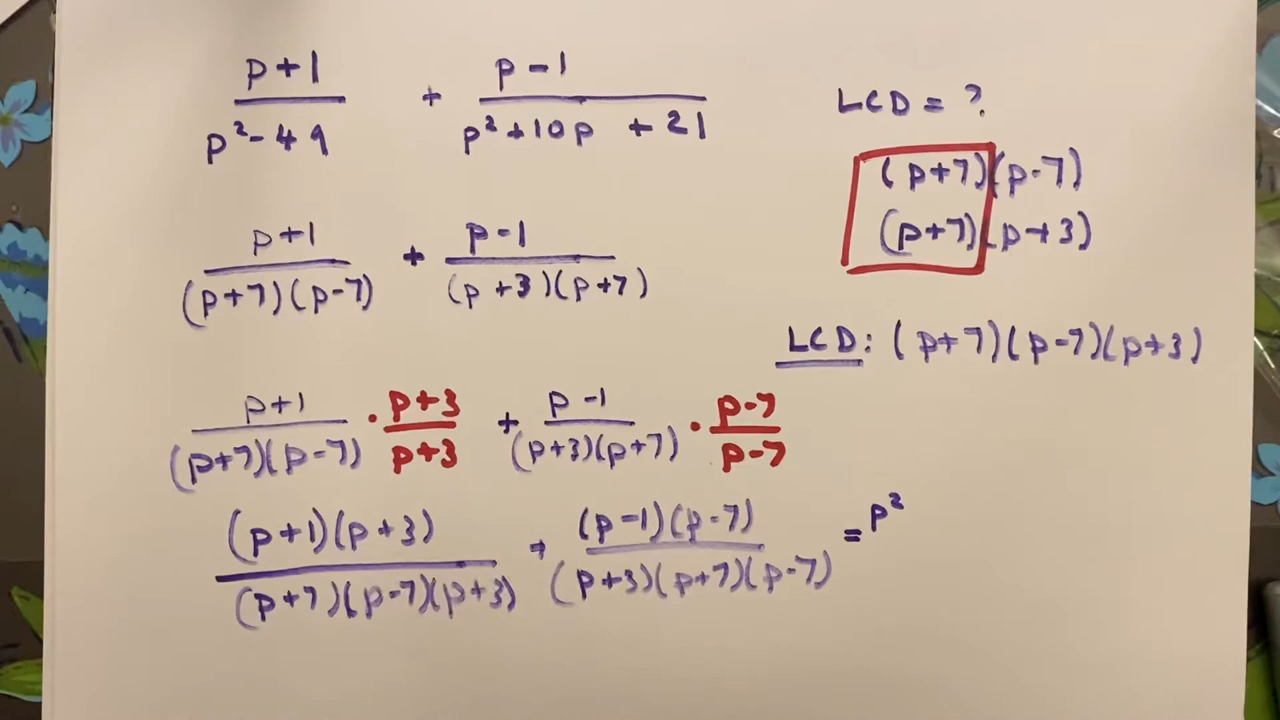 (p+1)/(p²-49) + (p-1)/(p²+10p+21)
LCD = ?
(p+7)(p-7)
(p+7)(p+3)
(p+1)/((p+7)(p-7)) + (p-1)/((p+3)(p+7))
LCD: (p+7)(p-7)(p+3)
(p+1)/((p+7)(p-7)) · (p+3)/(p+3) + (p-1)/((p+3)(p+7)) · (p-7)/(p-7)
((p+1)(p+3))/((p+7)(p-7)(p+3)) + ((p-1)(p-7))/((p+3)(p+7)(p-7)) = p²